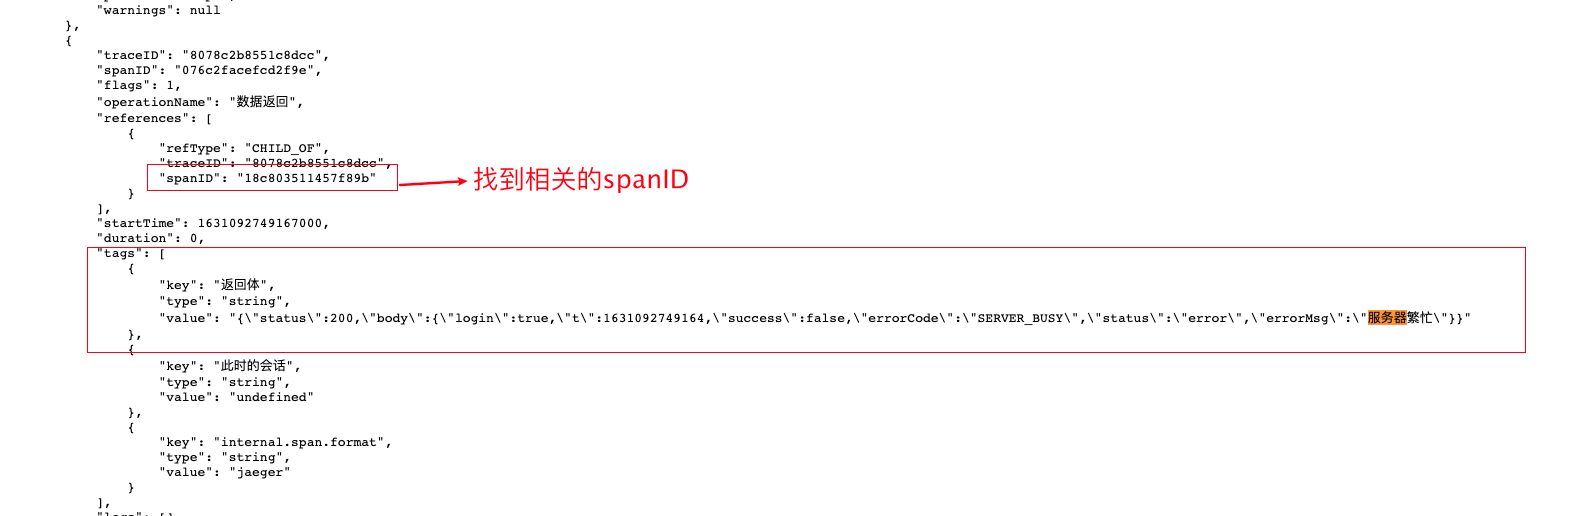 "warnings": null
},
{
"traceID": "8078c2b8551c8dcc",
"spanID": "076c2facefcd2f9e",
"flags": 1,
"operationName": "数据返回",
"references": [
{
"refType": "CHILD_OF",
"traceID": "8078c2b8551c8dcc",
"spanID": "18c803511457f89b"
找到相关的spanID
}
],
"startTime": 1631092749167000,
"duration": 0,
"tags": [
{
"key": "返回体",
"type": "string",
"value": "{\"status\":200,\"body\":{\"login\":true,\"t\":1631092749164,\"success\":false,\"errorCode\":\"SERVER_BUSY\",\"status\":\"error\",\"errorMsg\":\"服务器繁忙\"}}"
},
{
"key": "此时的会话",
"type": "string",
"value": "undefined"
},
{
"key": "internal.span.format",
"type": "string",
"value": "jaeger"
}
],
"logs": [],